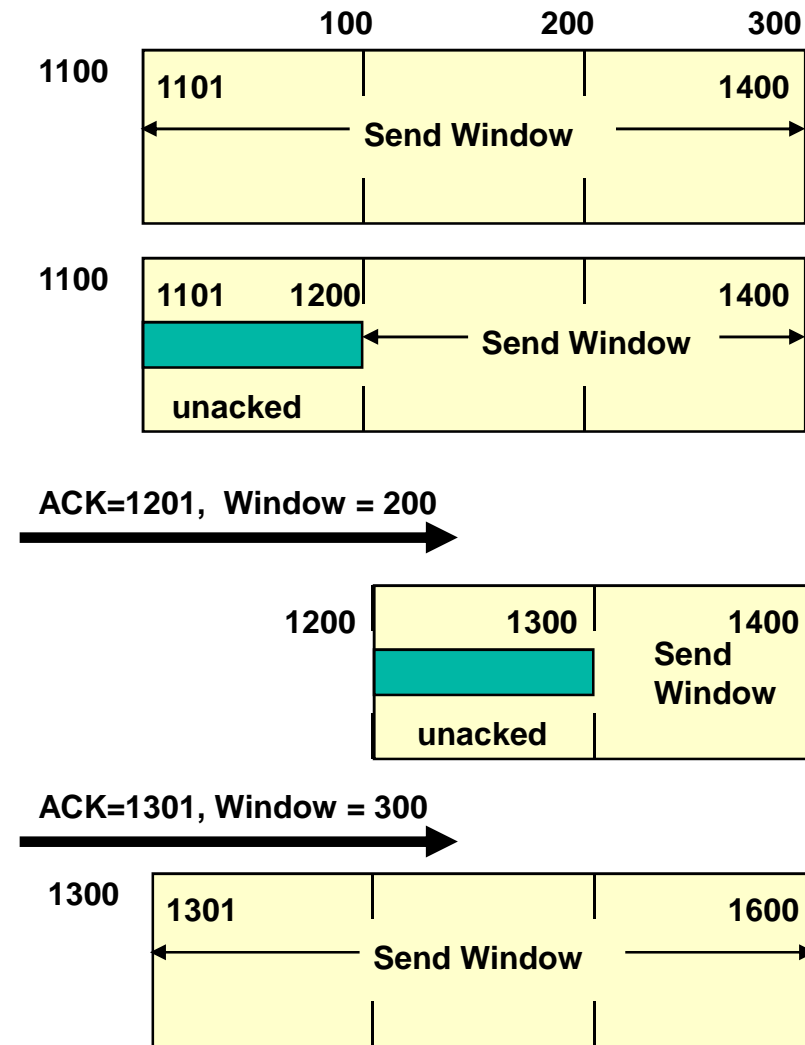 100 200 300
1100
1101 1400
Send Window
1100
1101 1200 1400
Send Window
unacked
ACK=1201, Window = 200
1200 1300 1400
Send
Window
unacked
ACK=1301, Window = 300
1300
1301 1600
Send Window